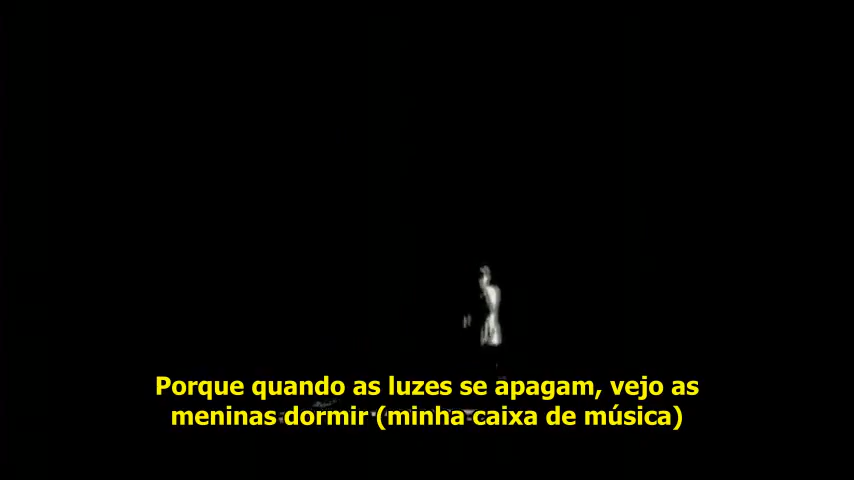 Porque quando as luzes se apagam, vejo as
meninas dormir (minha caixa de música)